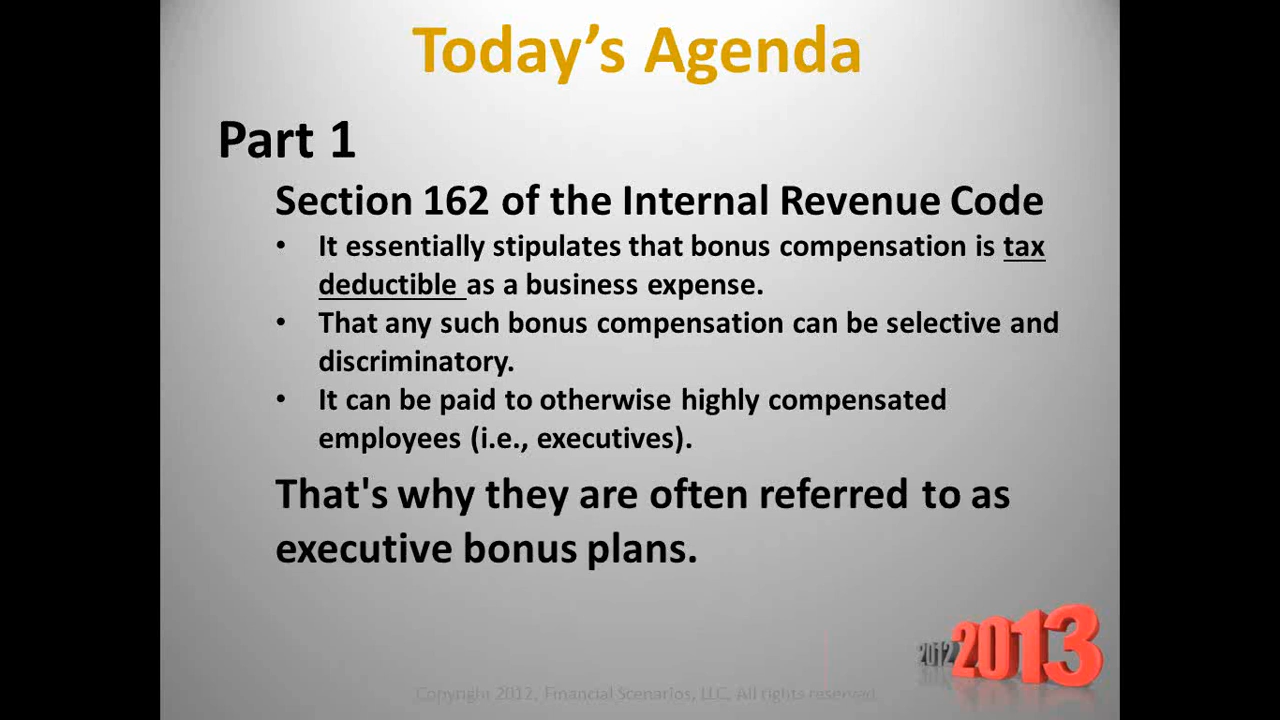 Today's Agenda
Part 1
Section 162 of the Internal Revenue Code
• It essentially stipulates that bonus compensation is tax
deductible as a business expense.
• That any such bonus compensation can be selective and
discriminatory.
• It can be paid to otherwise highly compensated
employees (i.e., executives).
That's why they are often referred to as
executive bonus plans.
2012 2013
Copyright 2012, Financial Scenarios, LLC, All rights reserved.